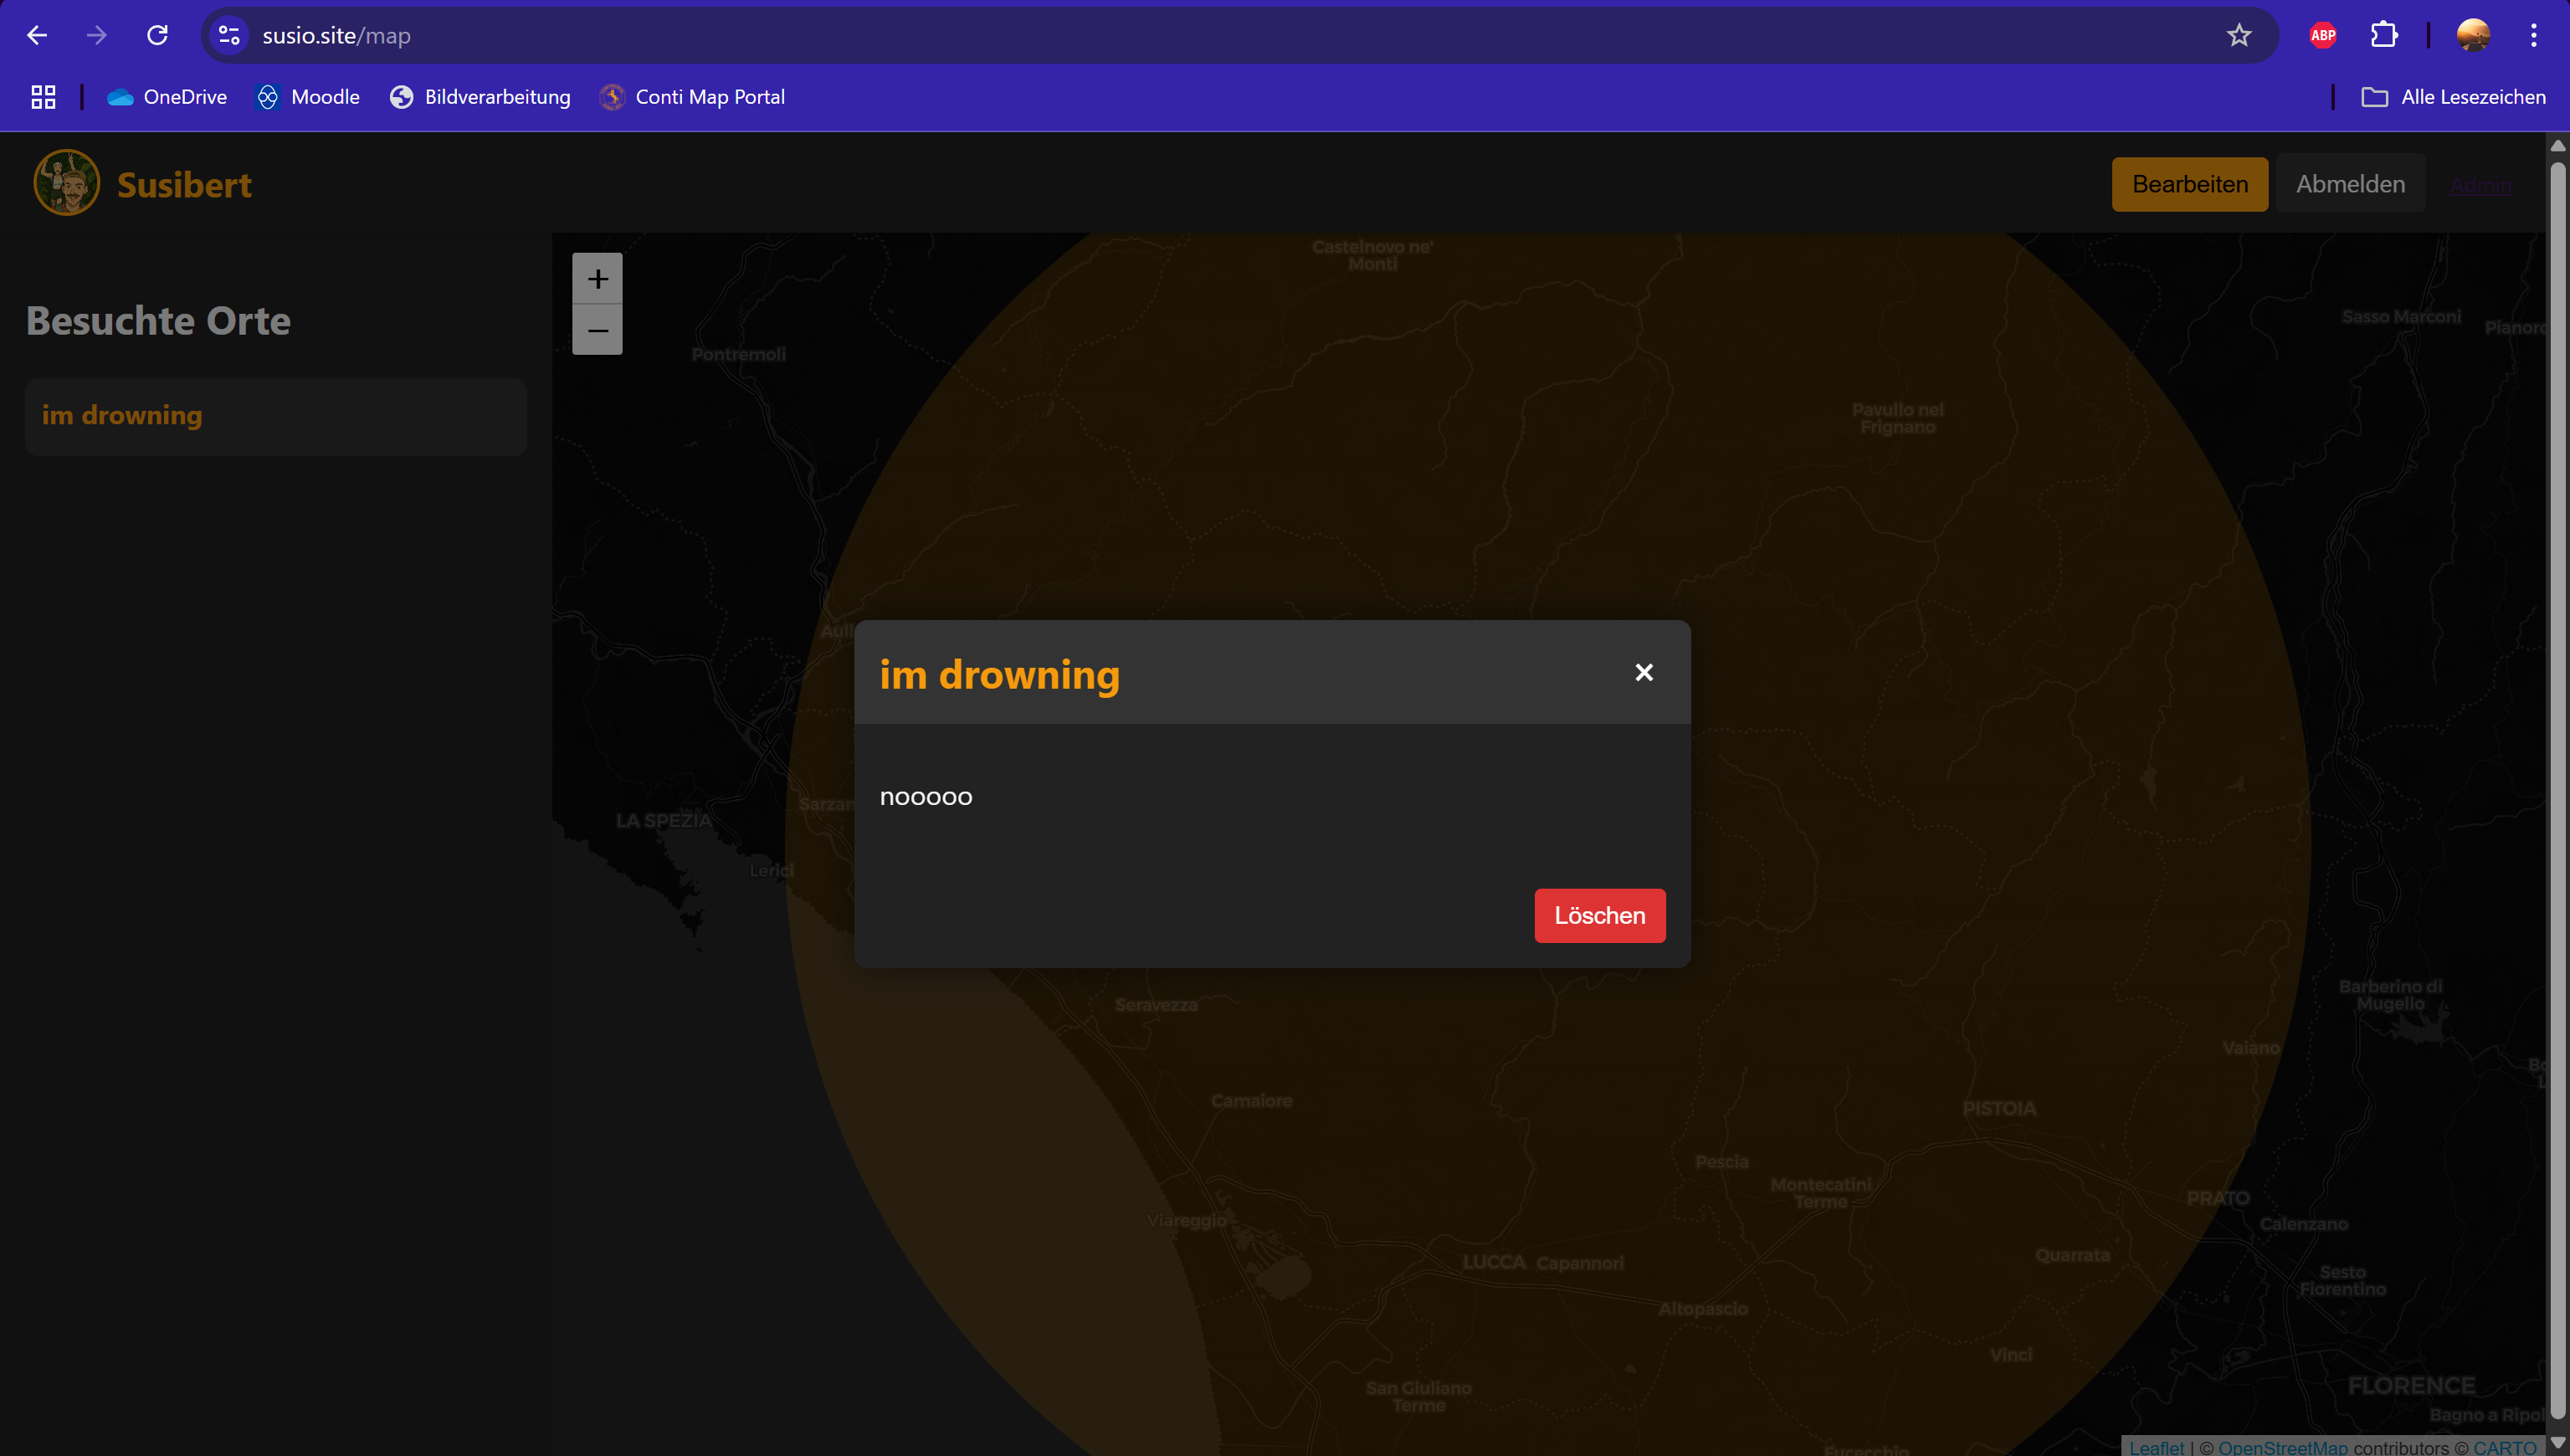 susio.site/map
ABP
OneDrive
Moodle
Bildverarbeitung
Conti Map Portal
Alle Lesezeichen
Susibert
Bearbeiten
Abmelden
Admin
Besuchte Orte
im drowning
+
−
Castelnovo ne'
Monti
Sasso Marconi
Pianoro
Pontremoli
Pavullo nel
Frignano
im drowning
×
nooooo
Löschen
LA SPEZIA
Lerici
Seravezza
Barberino di
Mugello
Vaiano
Camaiore
PISTOIA
Pescia
Montecatini
Terme
PRATO
Viareggio
Calenzano
Quarrata
LUCCA
Capannori
Sesto
Fiorentino
Altopascio
Vinci
San Giuliano
Terme
FLORENCE
Bagno a Ripol
Fucecchio
Leaflet | © OpenStreetMap contributors © CARTO